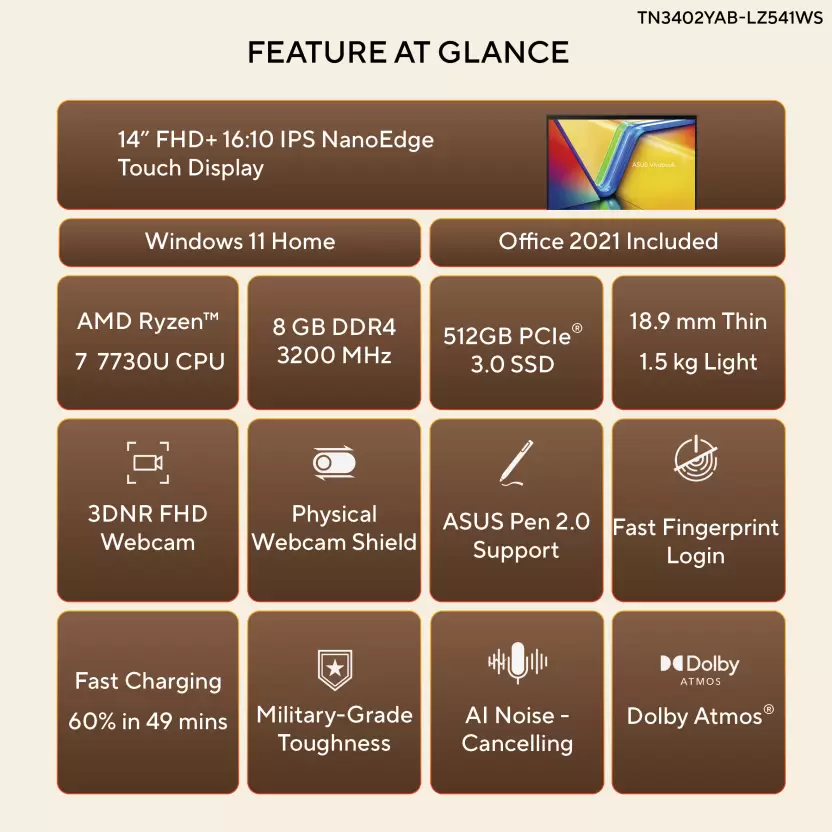 TN3402YAB-LZ541WS
FEATURE AT GLANCE
14” FHD+ 16:10 IPS NanoEdge
Touch Display
ASUS Vivobook
Windows 11 Home
Office 2021 Included
AMD Ryzen™
7 7730U CPU
8 GB DDR4
3200 MHz
512GB PCIe®
3.0 SSD
18.9 mm Thin
1.5 kg Light
3DNR FHD
Webcam
Physical
Webcam Shield
ASUS Pen 2.0
Support
Fast Fingerprint
Login
Fast Charging
60% in 49 mins
Military-Grade
Toughness
AI Noise -
Cancelling
Dolby
ATMOS
Dolby Atmos®